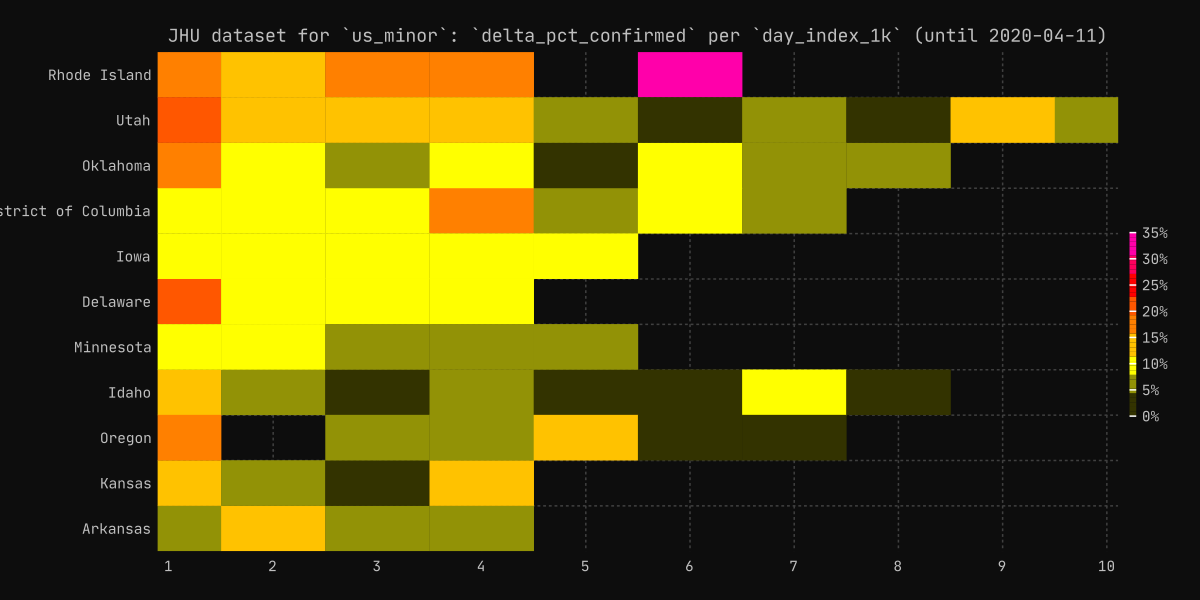 JHU dataset for `us_minor`: `delta_pct_confirmed` per `day_index_1k` (until 2020-04-11)
Rhode Island
Utah
Oklahoma
strict of Columbia
Iowa
Delaware
Minnesota
Idaho
Oregon
Kansas
Arkansas
1 2 3 4 5 6 7 8 9 10
35%
30%
25%
20%
15%
10%
5%
0%